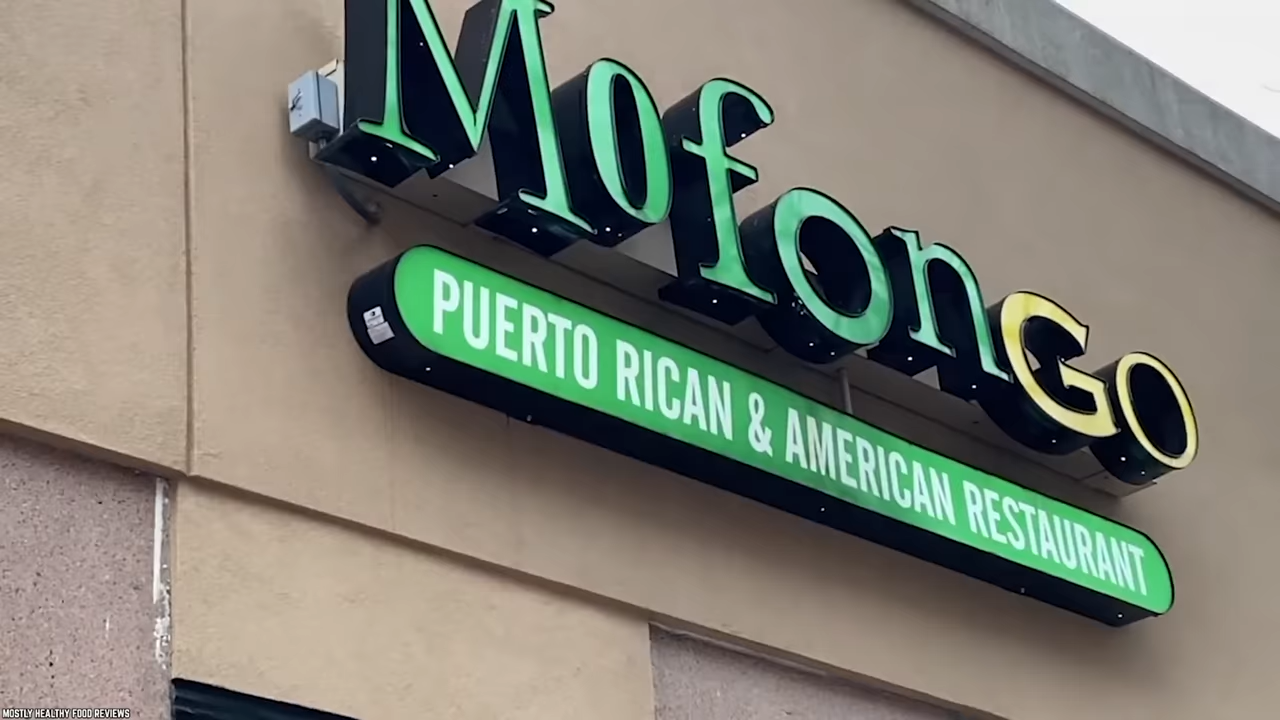 MofonGO
PUERTO RICAN & AMERICAN RESTAURANT
MOSTLY HEALTHY FOOD REVIEWS